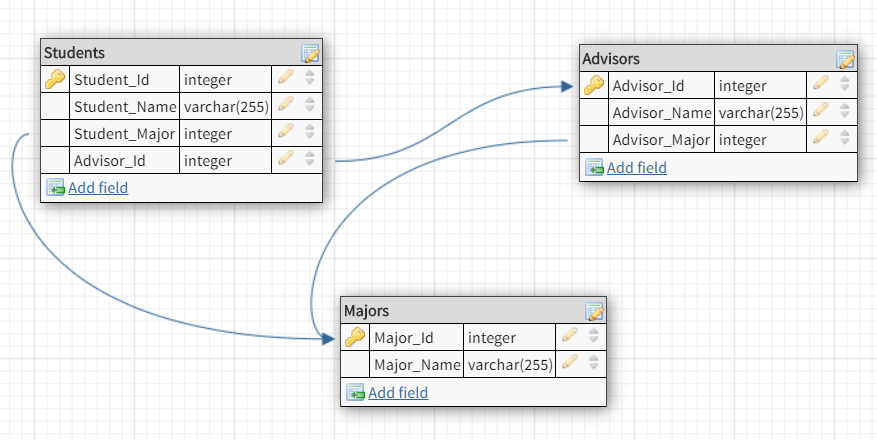 Students
Student_Id integer
Student_Name varchar(255)
Student_Major integer
Advisor_Id integer
Add field
Advisors
Advisor_Id integer
Advisor_Name varchar(255)
Advisor_Major integer
Add field
Majors
Major_Id integer
Major_Name varchar(255)
Add field